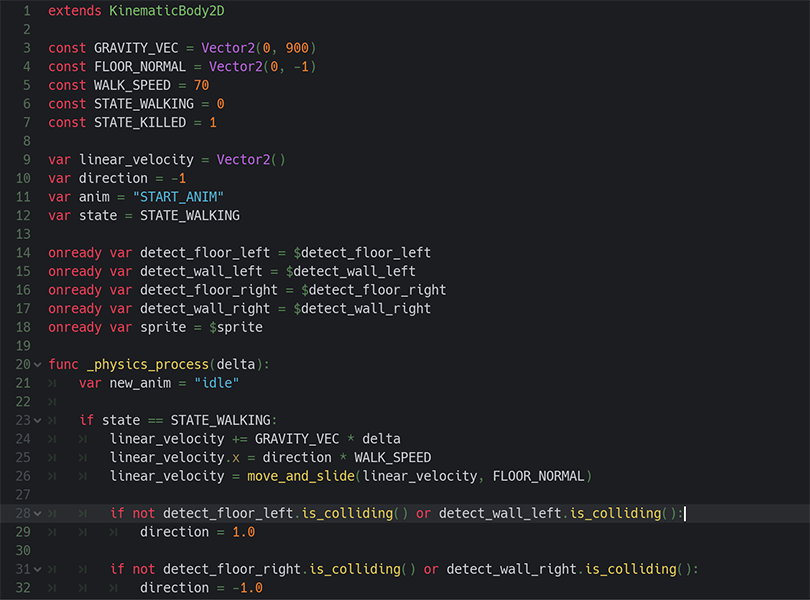 1 extends KinematicBody2D
2
3 const GRAVITY_VEC = Vector2(0, 900)
4 const FLOOR_NORMAL = Vector2(0, -1)
5 const WALK_SPEED = 70
6 const STATE_WALKING = 0
7 const STATE_KILLED = 1
8
9 var linear_velocity = Vector2()
10 var direction = -1
11 var anim = "START_ANIM"
12 var state = STATE_WALKING
13
14 onready var detect_floor_left = $detect_floor_left
15 onready var detect_wall_left = $detect_wall_left
16 onready var detect_floor_right = $detect_floor_right
17 onready var detect_wall_right = $detect_wall_right
18 onready var sprite = $sprite
19
20 func _physics_process(delta):
21     var new_anim = "idle"
22
23     if state == STATE_WALKING:
24         linear_velocity += GRAVITY_VEC * delta
25         linear_velocity.x = direction * WALK_SPEED
26         linear_velocity = move_and_slide(linear_velocity, FLOOR_NORMAL)
27
28         if not detect_floor_left.is_colliding() or detect_wall_left.is_colliding():
29             direction = 1.0
30
31         if not detect_floor_right.is_colliding() or detect_wall_right.is_colliding():
32             direction = -1.0